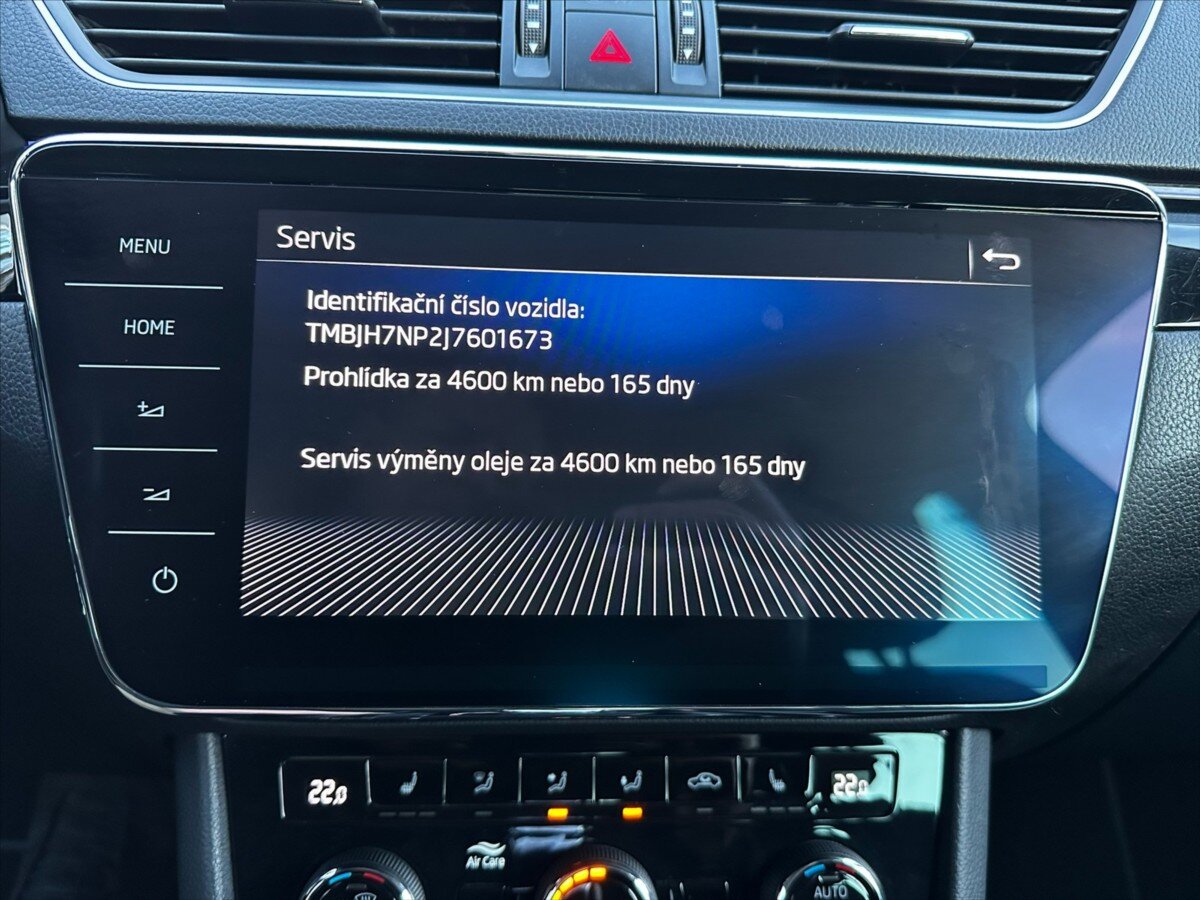 Servis
MENU
HOME
Identifikační číslo vozidla:
TMBJH7NP2J7601673
Prohlídka za 4600 km nebo 165 dny
Servis výměny oleje za 4600 km nebo 165 dny
22,0
22,0
Air Care
AUTO